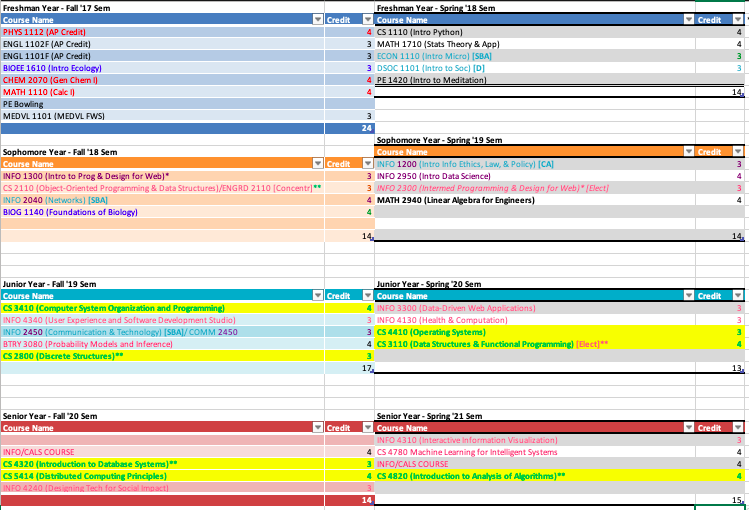 Freshman Year - Fall '17 Sem
Course Name Credit
PHYS 1112 (AP Credit) 4
ENGL 1102F (AP Credit) 3
ENGL 1101F (AP Credit) 3
BIOEE 1610 (Intro Ecology) 3
CHEM 2070 (Gen Chem I) 4
MATH 1110 (Calc I) 4
PE Bowling
MEDVL 1101 (MEDVL FWS) 3
24
Freshman Year - Spring '18 Sem
Course Name Credit
CS 1110 (Intro Python) 4
MATH 1710 (Stats Theory & App) 4
ECON 1110 (Intro Micro) [SBA] 3
DSOC 1101 (Intro to Soc) [D] 3
PE 1420 (Intro to Meditation)
14
Sophomore Year - Fall '18 Sem
Course Name Credit
INFO 1300 (Intro to Prog & Design for Web)* 3
CS 2110 (Object-Oriented Programming & Data Structures)/ENGRD 2110 [Concentr]** 3
INFO 2040 (Networks) [SBA] 4
BIOG 1140 (Foundations of Biology) 4
14
Sophomore Year - Spring '19 Sem
Course Name Credit
INFO 1200 (Intro Info Ethics, Law, & Policy) [CA] 3
INFO 2950 (Intro Data Science) 4
INFO 2300 (Intermed Programming & Design for Web)* [Elect] 3
MATH 2940 (Linear Algebra for Engineers) 4
14
Junior Year - Fall '19 Sem
Course Name Credit
CS 3410 (Computer System Organization and Programming) 4
INFO 4340 (User Experience and Software Development Studio) 3
INFO 2450 (Communication & Technology) [SBA]/ COMM 2450 3
BTRY 3080 (Probability Models and Inference) 4
CS 2800 (Discrete Structures)** 3
17
Junior Year - Spring '20 Sem
Course Name Credit
INFO 3300 (Data-Driven Web Applications) 3
INFO 4130 (Health & Computation) 3
CS 4410 (Operating Systems) 3
CS 3110 (Data Structures & Functional Programming) [Elect]** 4
13
Senior Year - Fall '20 Sem
Course Name Credit
INFO/CALS COURSE 4
CS 4320 (Introduction to Database Systems)** 3
CS 5414 (Distributed Computing Principles) 4
INFO 4240 (Designing Tech for Social Impact) 3
14
Senior Year - Spring '21 Sem
Course Name Credit
INFO 4310 (Interactive Information Visualization) 3
CS 4780 Machine Learning for Intelligent Systems 4
INFO/CALS COURSE 4
CS 4820 (Introduction to Analysis of Algorithms)** 4
15